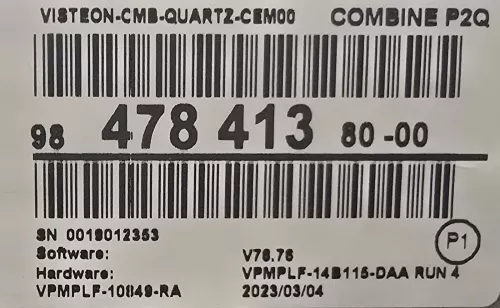 VISTEON-CMB-QUARTZ-CEM00 COMBINE P2Q
98 478 413 80-00
SN 0019012353
P1
Software: V76.76
Hardware: VPMPLF-14B115-DAA RUN 4
VPMPLF-10849-RA 2023/03/04